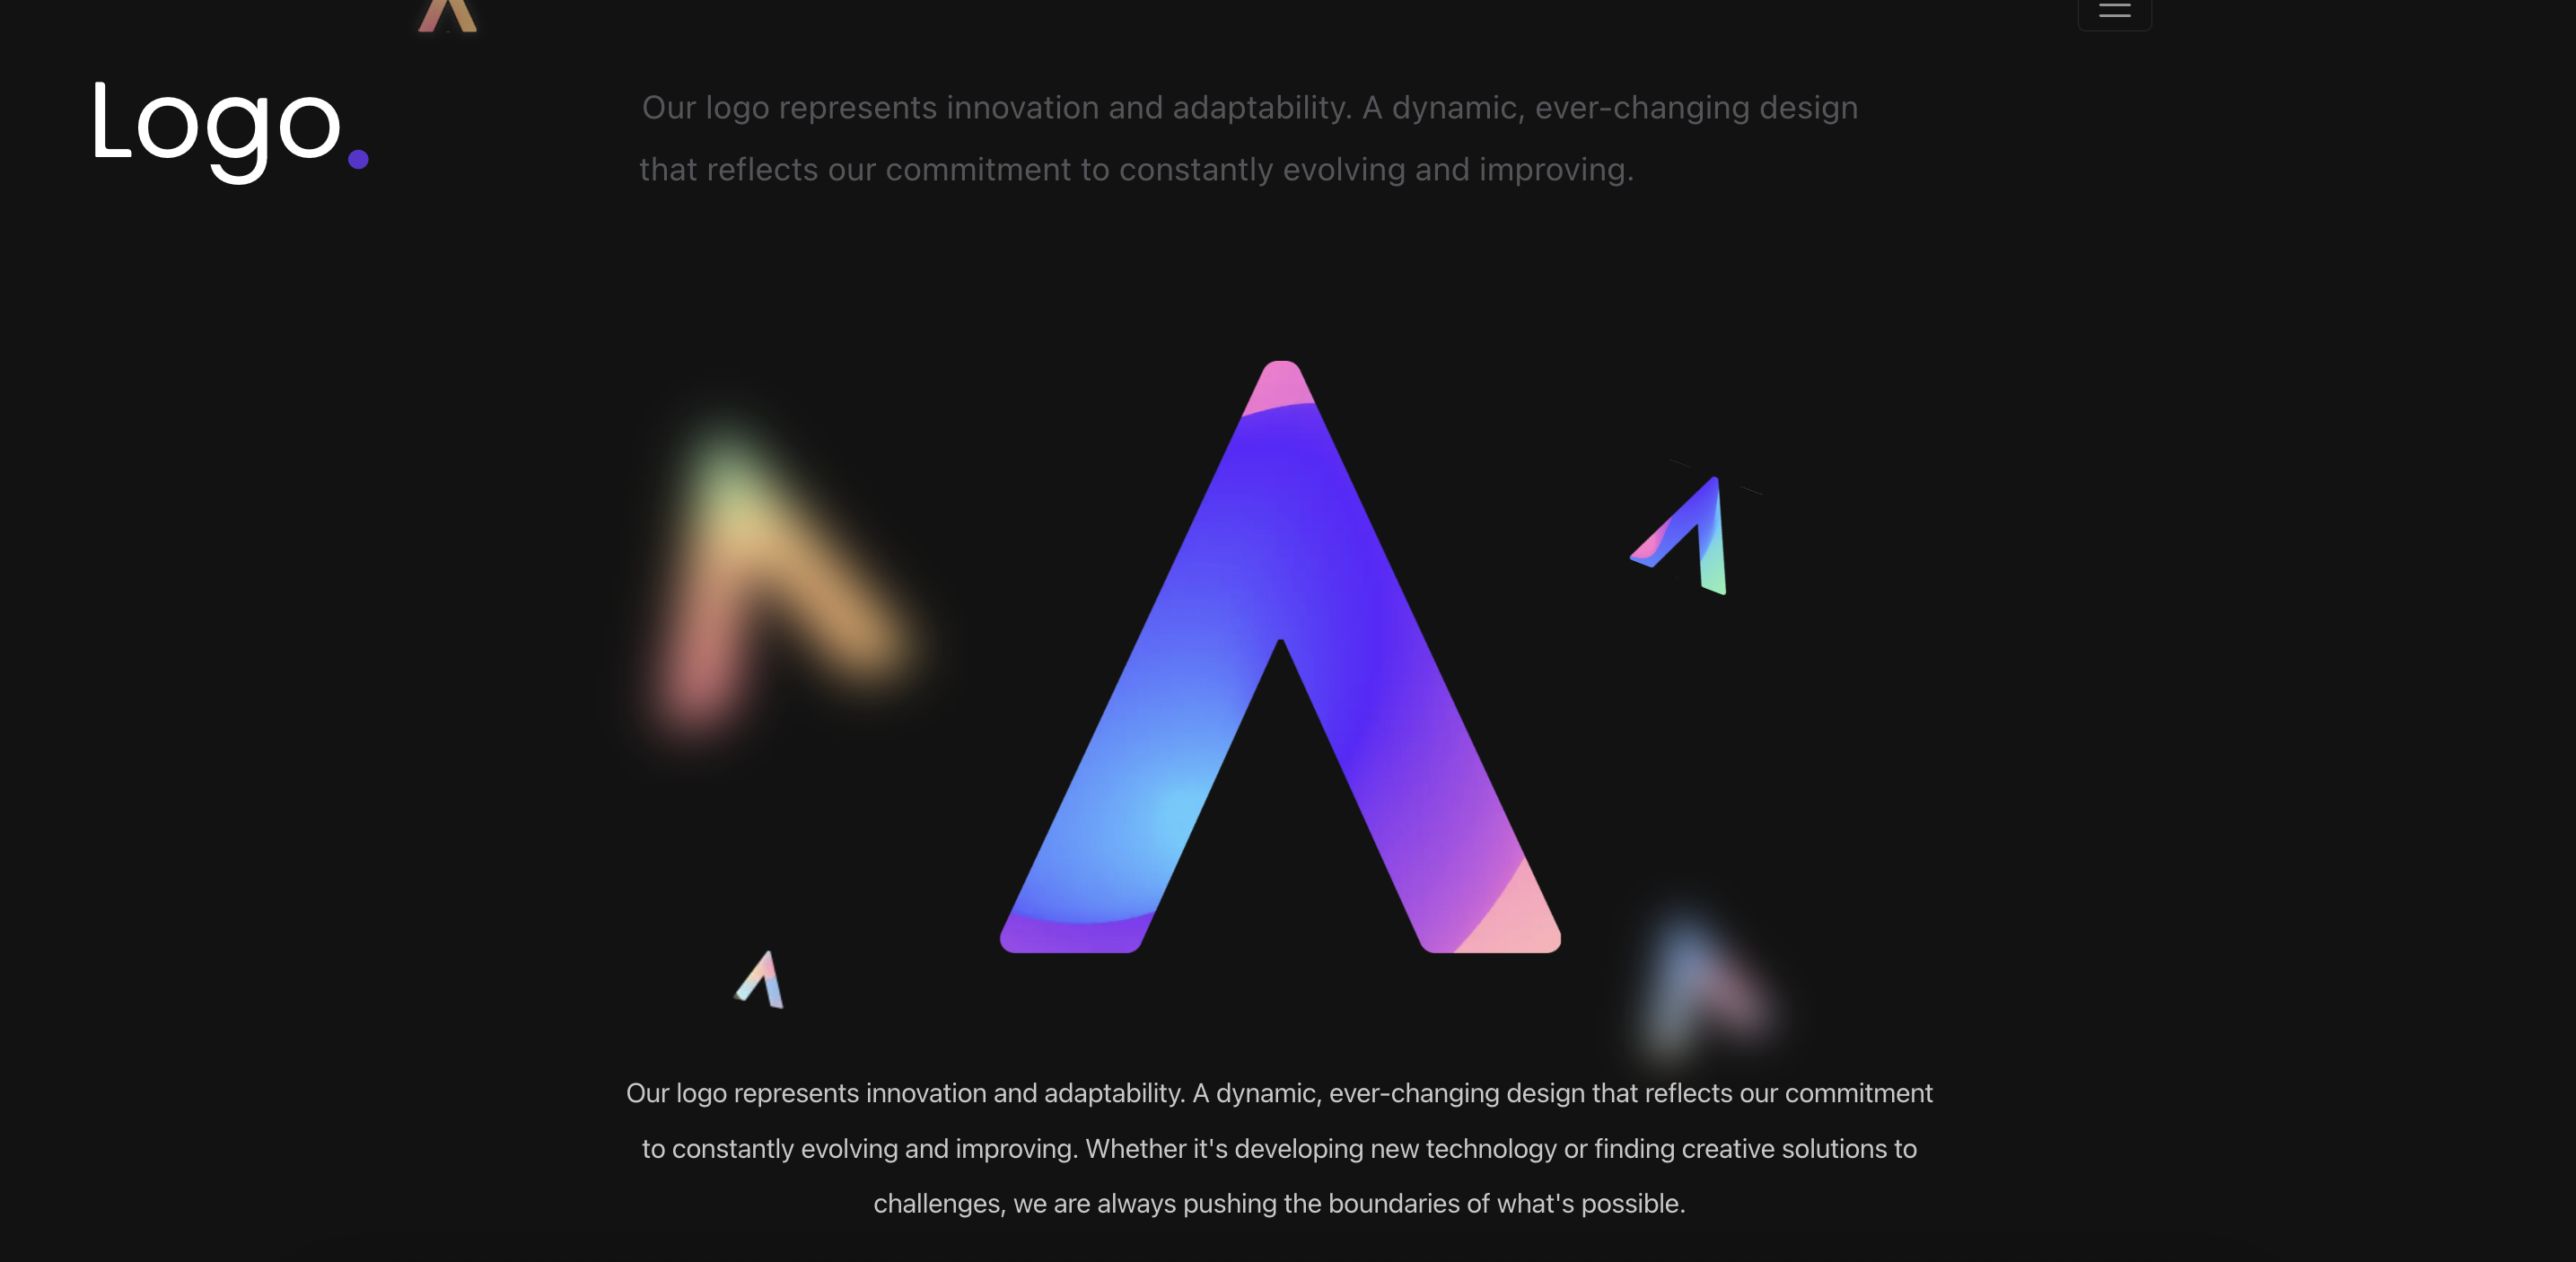 Logo.
Our logo represents innovation and adaptability. A dynamic, ever-changing design
that reflects our commitment to constantly evolving and improving.
Our logo represents innovation and adaptability. A dynamic, ever-changing design that reflects our commitment
to constantly evolving and improving. Whether it's developing new technology or finding creative solutions to
challenges, we are always pushing the boundaries of what's possible.